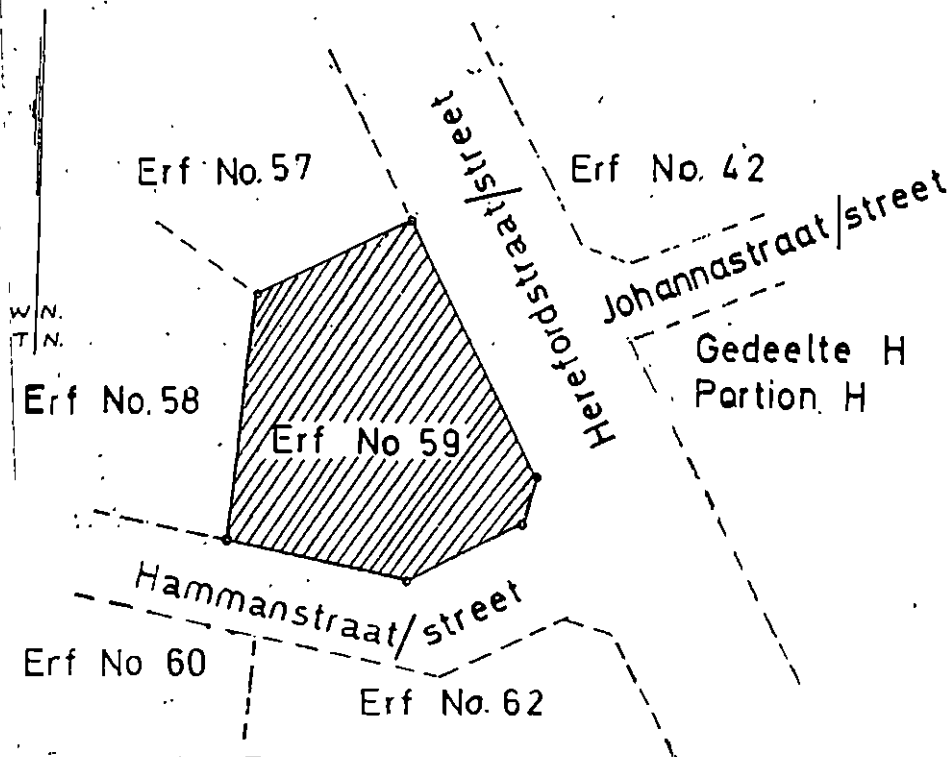 Erf No. 57
Herefordstraat/street
Erf No. 42
Johannastraat/street
W N.
T N.
Gedeelte H
Portion H
Erf No. 58
Erf No 59
Hammanstraat/street
Erf No 60
Erf No. 62